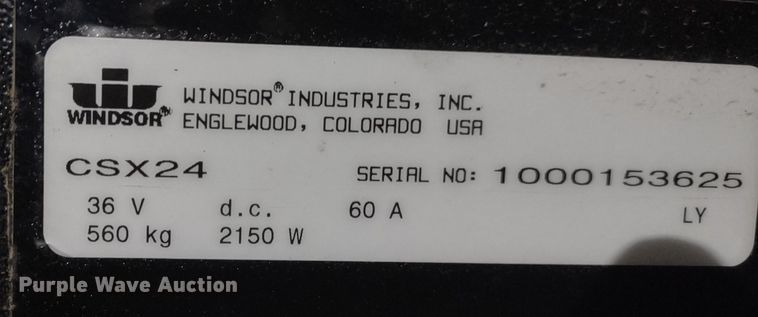 WINDSOR® INDUSTRIES, INC.
WINDSOR® ENGLEWOOD, COLORADO USA
CSX24 SERIAL NO: 1000153625
36 V d.c. 60 A LY
560 kg 2150 W
Purple Wave Auction